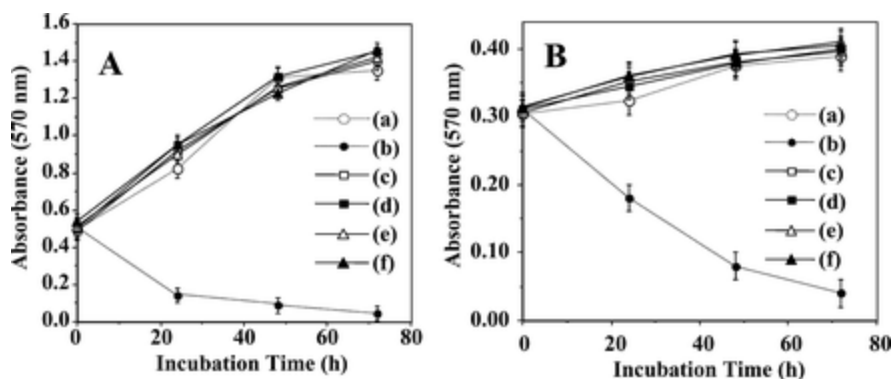 A
Absorbance (570 nm)
1.6
1.4
1.2
1.0
0.8
0.6
0.4
0.2
0.0
(a)
(b)
(c)
(d)
(e)
(f)
0 20 40 60 80
Incubation Time (h)
B
Absorbance (570 nm)
0.40
0.30
0.20
0.10
0.00
(a)
(b)
(c)
(d)
(e)
(f)
0 20 40 60 80
Incubation Time (h)